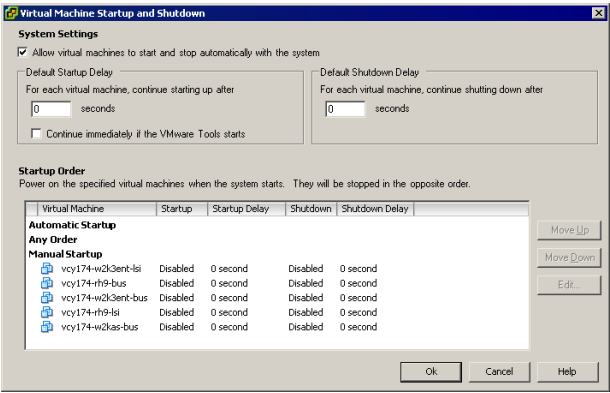 Virtual Machine Startup and Shutdown
System Settings
Allow virtual machines to start and stop automatically with the system
Default Startup Delay
For each virtual machine, continue starting up after
0 seconds
Continue immediately if the VMware Tools starts
Default Shutdown Delay
For each virtual machine, continue shutting down after
0 seconds
Startup Order
Power on the specified virtual machines when the system starts. They will be stopped in the opposite order.
Virtual Machine Startup Startup Delay Shutdown Shutdown Delay
Automatic Startup
Any Order
Manual Startup
vcy174-w2k3ent-lsi Disabled 0 second Disabled 0 second
vcy174-rh9-bus Disabled 0 second Disabled 0 second
vcy174-w2k3ent-bus Disabled 0 second Disabled 0 second
vcy174-rh9-lsi Disabled 0 second Disabled 0 second
vcy174-w2kas-bus Disabled 0 second Disabled 0 second
Move Up
Move Down
Edit...
Ok Cancel Help